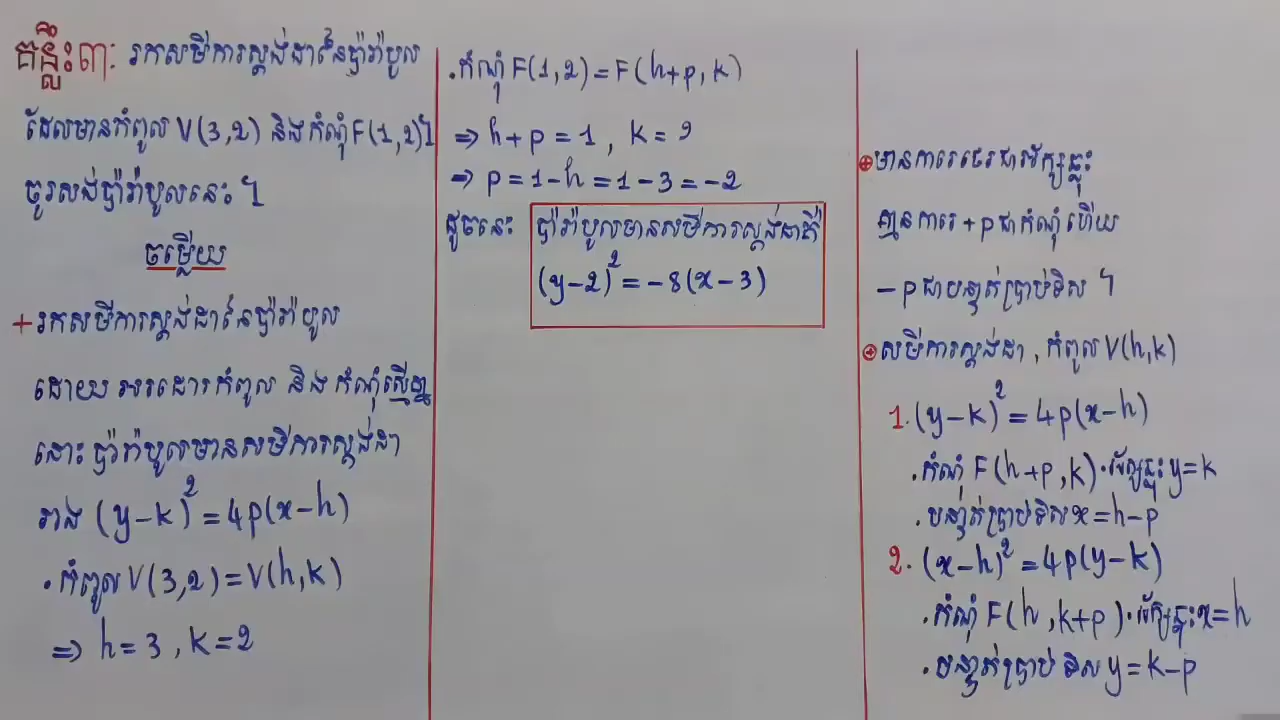 គន្លឹះ៣: រកសមីការស្តង់ដានៃប៉ារ៉ាបូល
ដែលមានកំពូល V(3,2) និងកំណុំ F(1,2)។
ចូរសង់ប៉ារ៉ាបូលនេះ ។
ចម្លើយ
+រកសមីការស្តង់ដានៃប៉ារ៉ាបូល
ដោយ អរដោនេកំពូល និង កំណុំស្មើគ្នា
នោះ ប៉ារ៉ាបូលមានសមីការស្តង់ដា
រាង (y-k)² = 4p(x-h)
• កំពូល V(3,2) = V(h,k)
⇒ h = 3 , k = 2
•កំណុំ F(1,2) = F(h+p, k)
⇒ h+p = 1 , k = 2
⇒ p = 1-h = 1-3 = -2
ដូចនេះ ប៉ារ៉ាបូលមានសមីការស្តង់ដាគឺ
(y-2)² = -8(x-3)
⊕មានការេថេរជាអ័ក្សឆ្លុះ
គ្មានការេ +p ជាកំណុំហើយ
-p ជាបន្ទាត់ប្រាប់ទិស ។
⊕សមីការស្តង់ដា , កំពូល V(h,k)
1. (y-k)² = 4p(x-h)
•កំណុំ F(h+p,k) •អ័ក្សឆ្លុះ y=k
•បន្ទាត់ប្រាប់ទិស x=h-p
2. (x-h)² = 4p(y-k)
•កំណុំ F(h,k+p) •អ័ក្សឆ្លុះ x=h
•បន្ទាត់ប្រាប់ទិស y=k-p